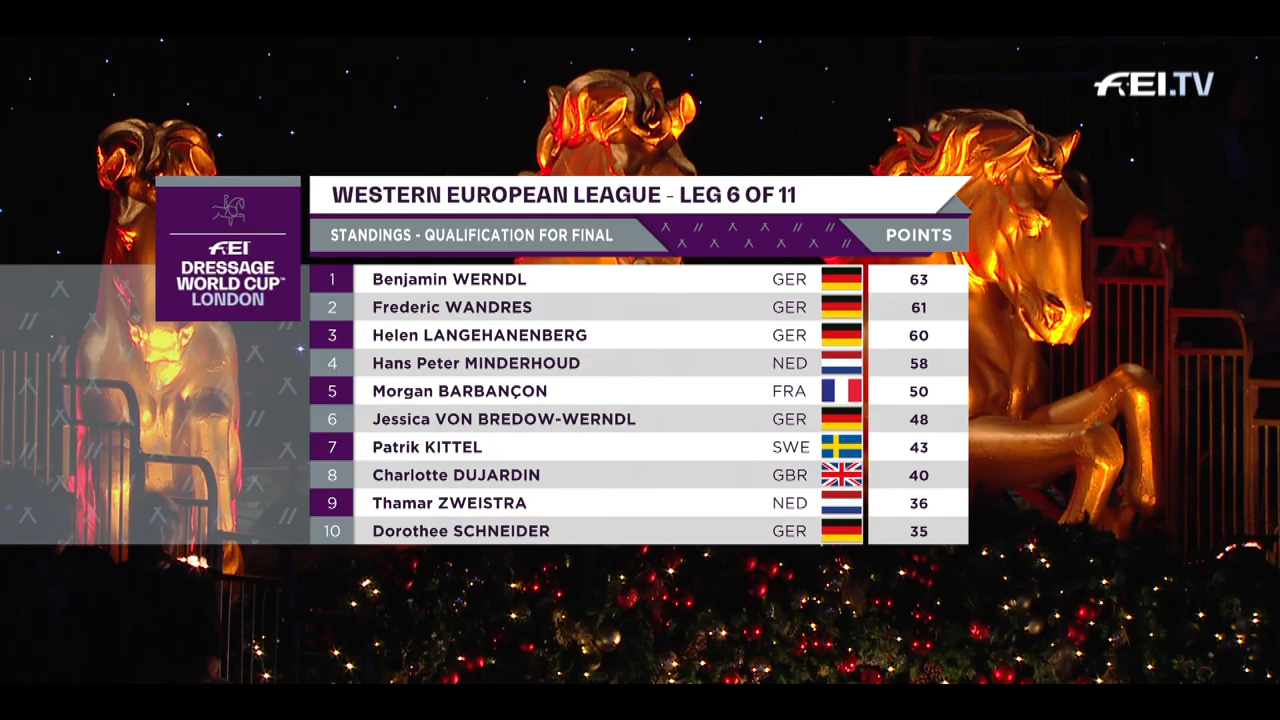 FEI.TV
WESTERN EUROPEAN LEAGUE - LEG 6 OF 11
FEI
DRESSAGE
WORLD CUP™
LONDON
STANDINGS - QUALIFICATION FOR FINAL POINTS
1 Benjamin WERNDL GER 63
2 Frederic WANDRES GER 61
3 Helen LANGEHANENBERG GER 60
4 Hans Peter MINDERHOUD NED 58
5 Morgan BARBANÇON FRA 50
6 Jessica VON BREDOW-WERNDL GER 48
7 Patrik KITTEL SWE 43
8 Charlotte DUJARDIN GBR 40
9 Thamar ZWEISTRA NED 36
10 Dorothee SCHNEIDER GER 35